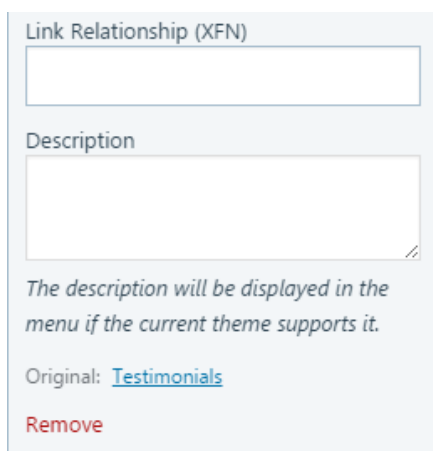 Link Relationship (XFN)
Description
The description will be displayed in the
menu if the current theme supports it.
Original: Testimonials
Remove